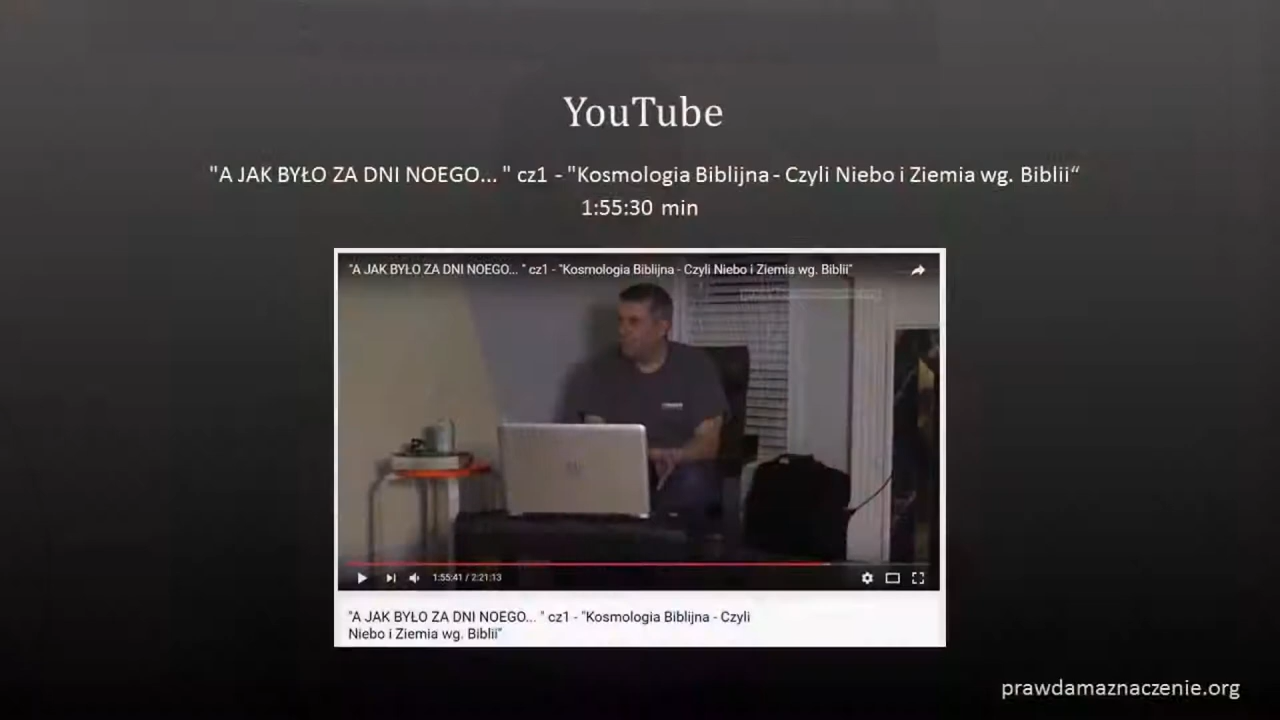 YouTube
"A JAK BYŁO ZA DNI NOEGO... " cz1 - "Kosmologia Biblijna - Czyli Niebo i Ziemia wg. Biblii“
1:55:30 min
"A JAK BYŁO ZA DNI NOEGO... " cz1 - "Kosmologia Biblijna - Czyli Niebo i Ziemia wg. Biblii"
1:55:41 / 2:21:13
"A JAK BYŁO ZA DNI NOEGO... " cz1 - "Kosmologia Biblijna - Czyli
Niebo i Ziemia wg. Biblii"
prawdamaznaczenie.org